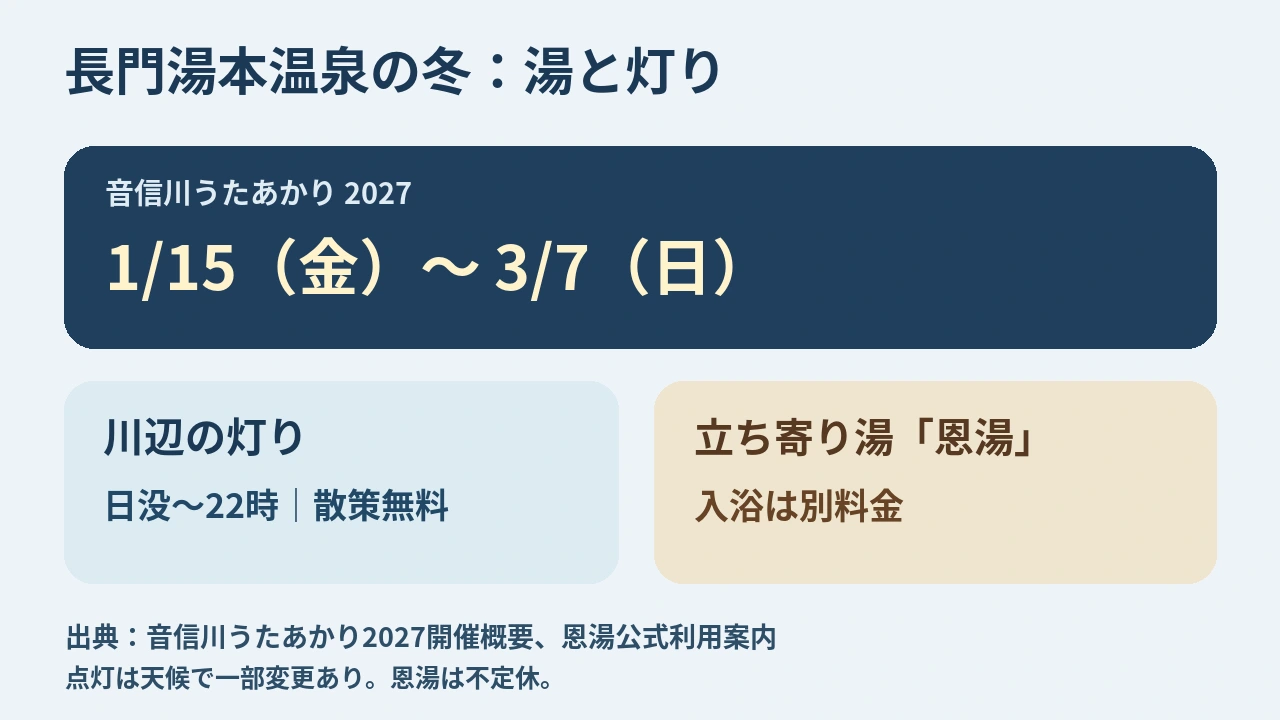 長門湯本温泉の冬：湯と灯り
音信川うたあかり 2027
1/15（金）～ 3/7（日）
川辺の灯り
日没～22時｜散策無料
立ち寄り湯「恩湯」
入浴は別料金
出典：音信川うたあかり2027開催概要、恩湯公式利用案内
点灯は天候で一部変更あり。恩湯は不定休。